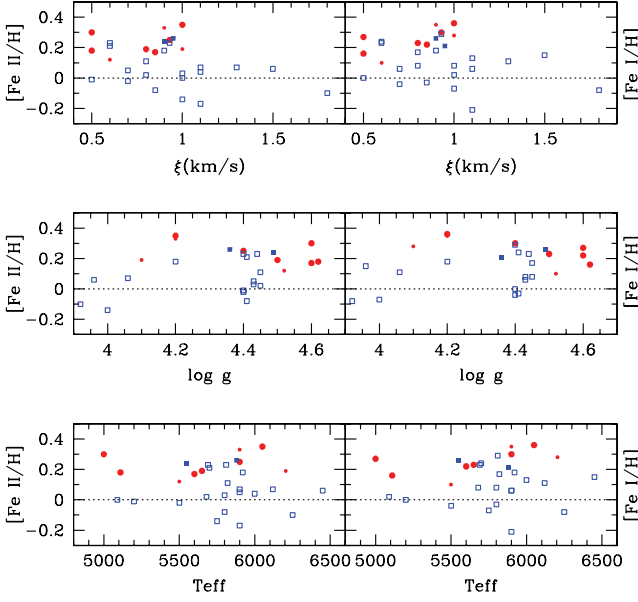 0.4
0.2
0
−0.2
[Fe II/H]
[Fe I/H]
0.5 1 1.5 0.5 1 1.5
ξ(km/s) ξ(km/s)
0.4
0.2
0
−0.2
[Fe II/H]
[Fe I/H]
4 4.2 4.4 4.6 4 4.2 4.4 4.6
log g log g
0.4
0.2
0
−0.2
[Fe II/H]
[Fe I/H]
5000 5500 6000 6500 5000 5500 6000 6500
Teff Teff